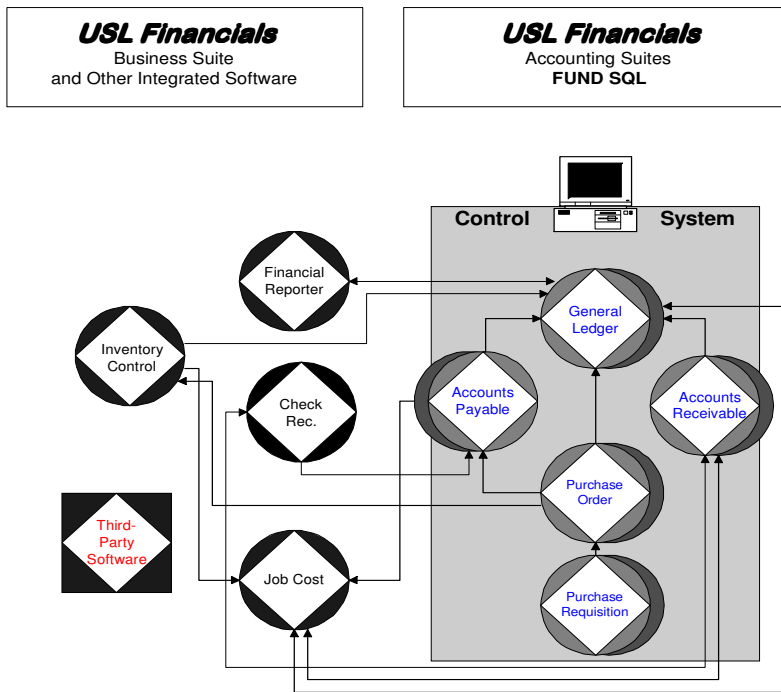 USL Financials
Business Suite
and Other Integrated Software
USL Financials
Accounting Suites
FUND SQL
Control System
Financial
Reporter
General
Ledger
Inventory
Control
Check
Rec.
Accounts
Payable
Accounts
Receivable
Purchase
Order
Third-
Party
Software
Job Cost
Purchase
Requisition